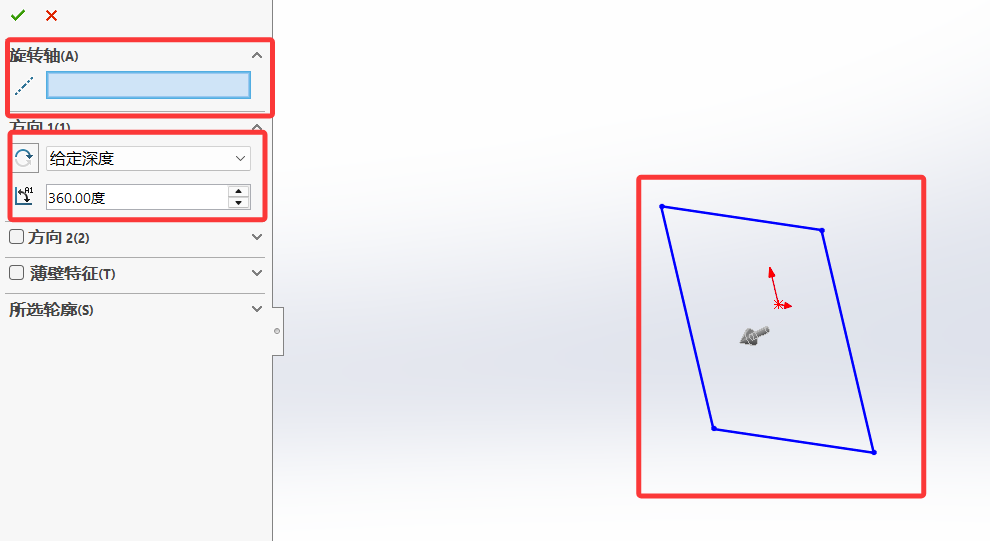 旋转轴(A)
方向 1(1)
给定深度
A1
360.00度
方向 2(2)
薄壁特征(T)
所选轮廓(S)